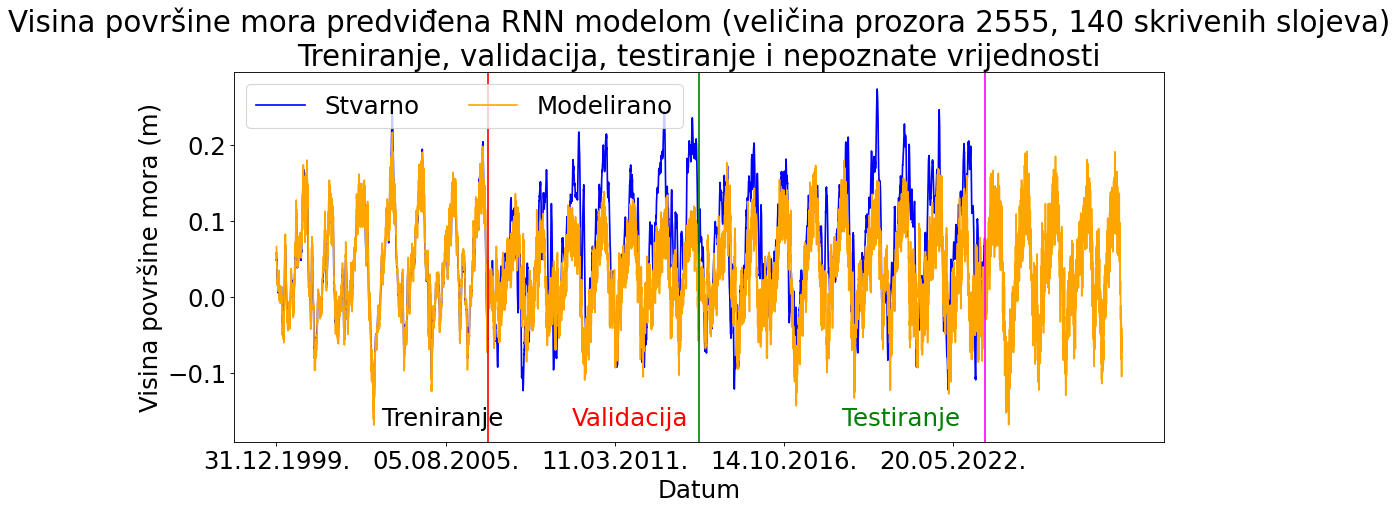 Visina površine mora predviđena RNN modelom (veličina prozora 2555, 140 skrivenih slojeva)
Treniranje, validacija, testiranje i nepoznate vrijednosti
Stvarno Modelirano
Visina površine mora (m)
0.2
0.1
0.0
−0.1
Treniranje Validacija Testiranje
31.12.1999. 05.08.2005. 11.03.2011. 14.10.2016. 20.05.2022.
Datum